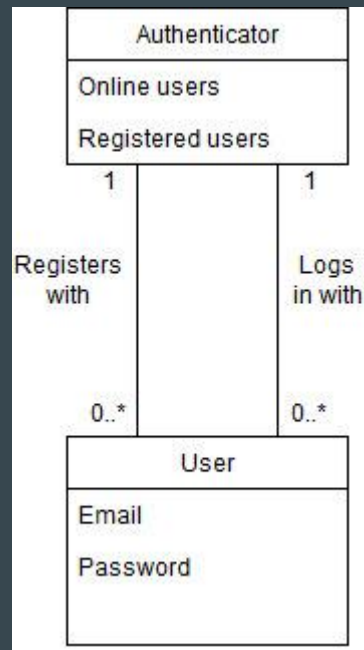 Authenticator
Online users
Registered users
1
1
Registers
with
Logs
in with
0..*
0..*
User
Email
Password